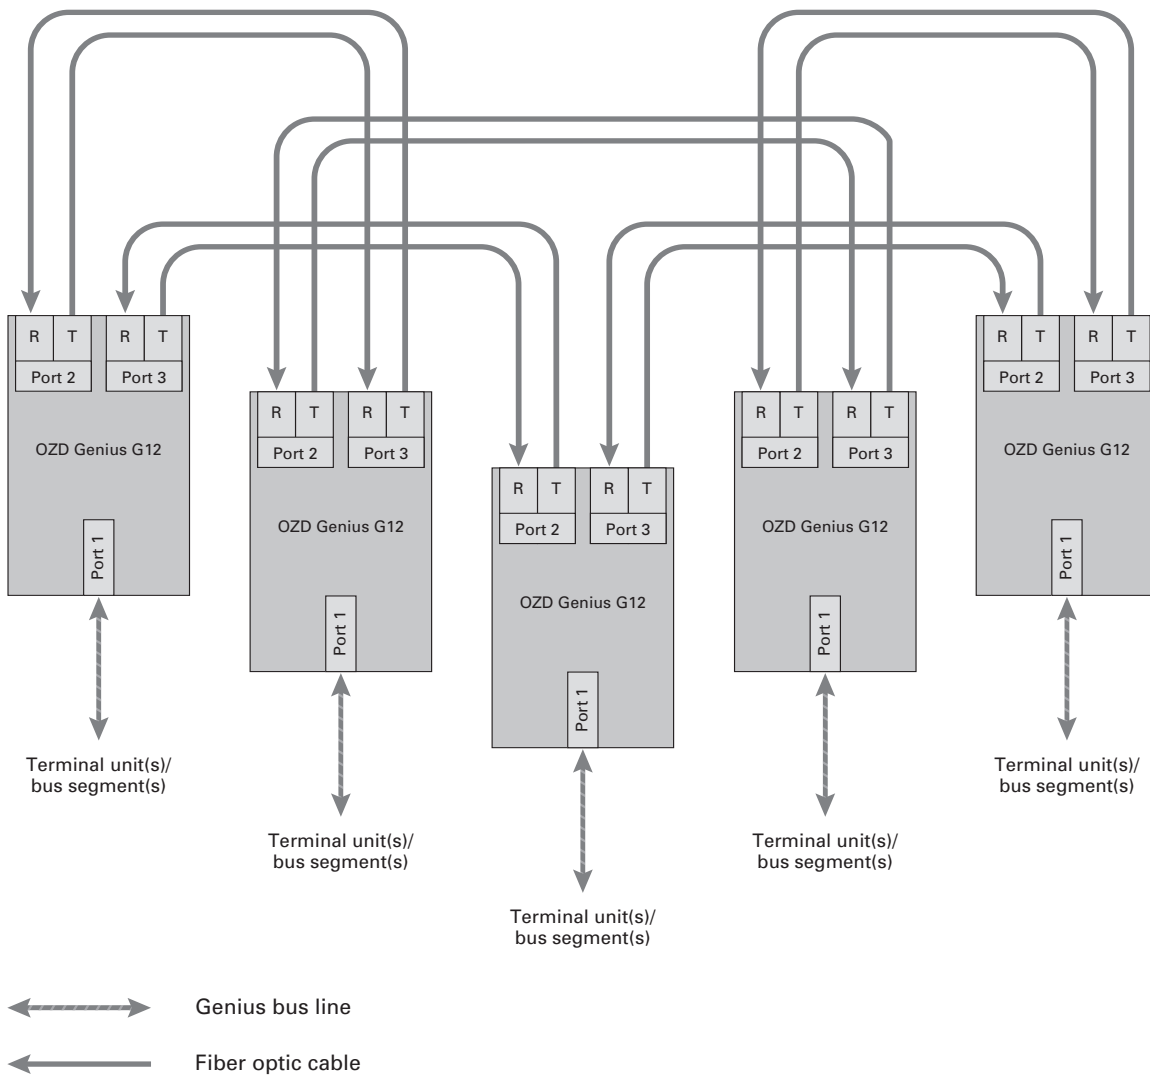 R T R T
Port 2 Port 3
OZD Genius G12
Port 1
Terminal unit(s)/
bus segment(s)
R T R T
Port 2 Port 3
OZD Genius G12
Port 1
Terminal unit(s)/
bus segment(s)
R T R T
Port 2 Port 3
OZD Genius G12
Port 1
Terminal unit(s)/
bus segment(s)
R T R T
Port 2 Port 3
OZD Genius G12
Port 1
Terminal unit(s)/
bus segment(s)
R T R T
Port 2 Port 3
OZD Genius G12
Port 1
Terminal unit(s)/
bus segment(s)
Genius bus line
Fiber optic cable